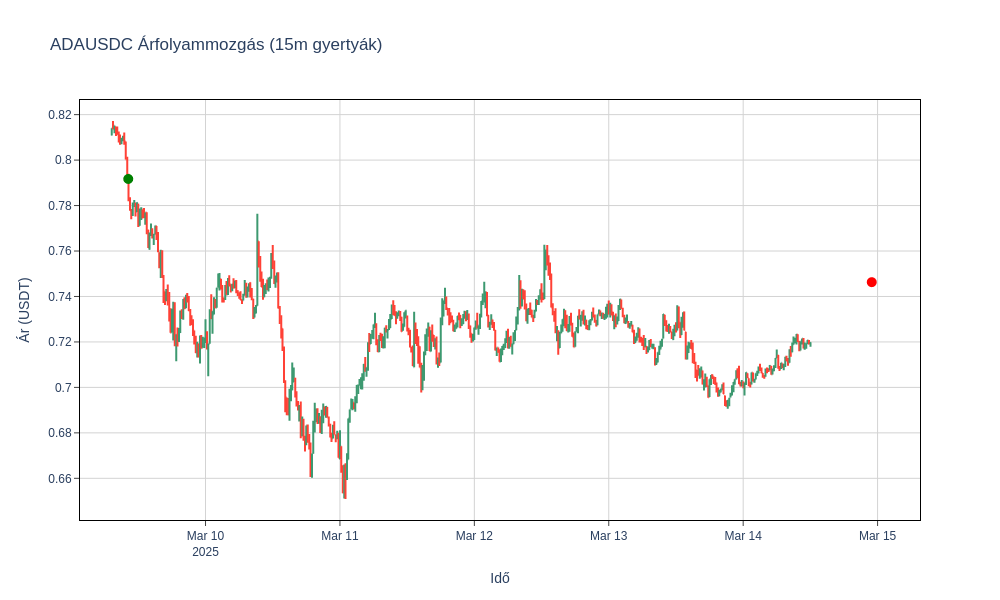 ADAUSDC Árfolyammozgás (15m gyertyák)
0.82
0.8
0.78
0.76
0.74
0.72
0.7
0.68
0.66
Ár (USDT)
Mar 10
2025
Mar 11
Mar 12
Mar 13
Mar 14
Mar 15
Idő